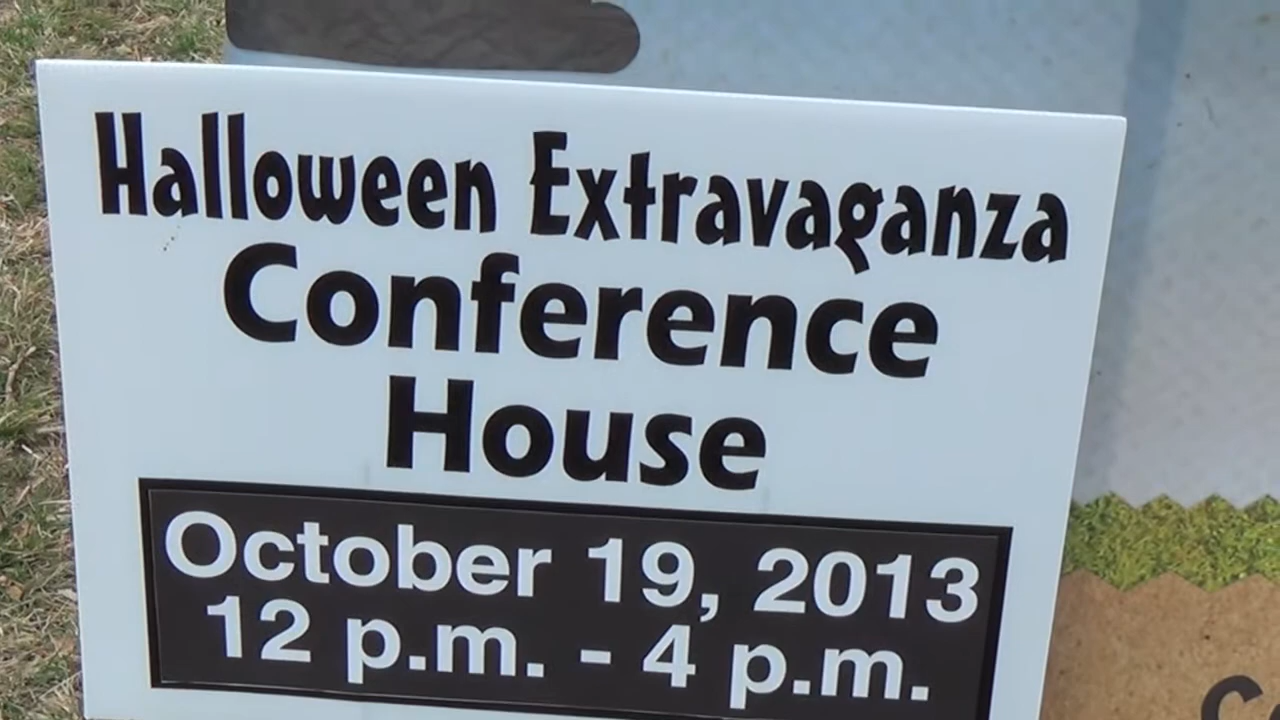 Halloween Extravaganza
Conference
House
October 19, 2013
12 p.m. - 4 p.m.